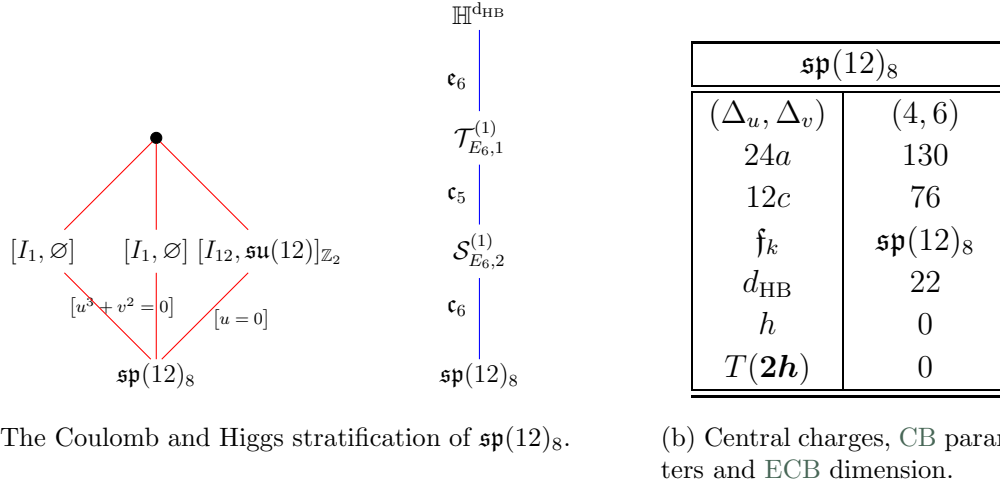 ℍ^{d_HB}
𝔢₆
𝒯^{(1)}_{E₆,1}
𝔠₅
[I₁, ∅] [I₁, ∅] [I₁₂, 𝔰𝔲(12)]_{ℤ₂}
𝒮^{(1)}_{E₆,2}
[u³ + v² = 0]
[u = 0]
𝔠₆
𝔰𝔭(12)₈
𝔰𝔭(12)₈
The Coulomb and Higgs stratification of 𝔰𝔭(12)₈.
𝔰𝔭(12)₈
(Δ_u, Δ_v) (4, 6)
24a 130
12c 76
𝔣_k 𝔰𝔭(12)₈
d_HB 22
h 0
T(2h) 0
(b) Central charges, CB param
ters and ECB dimension.